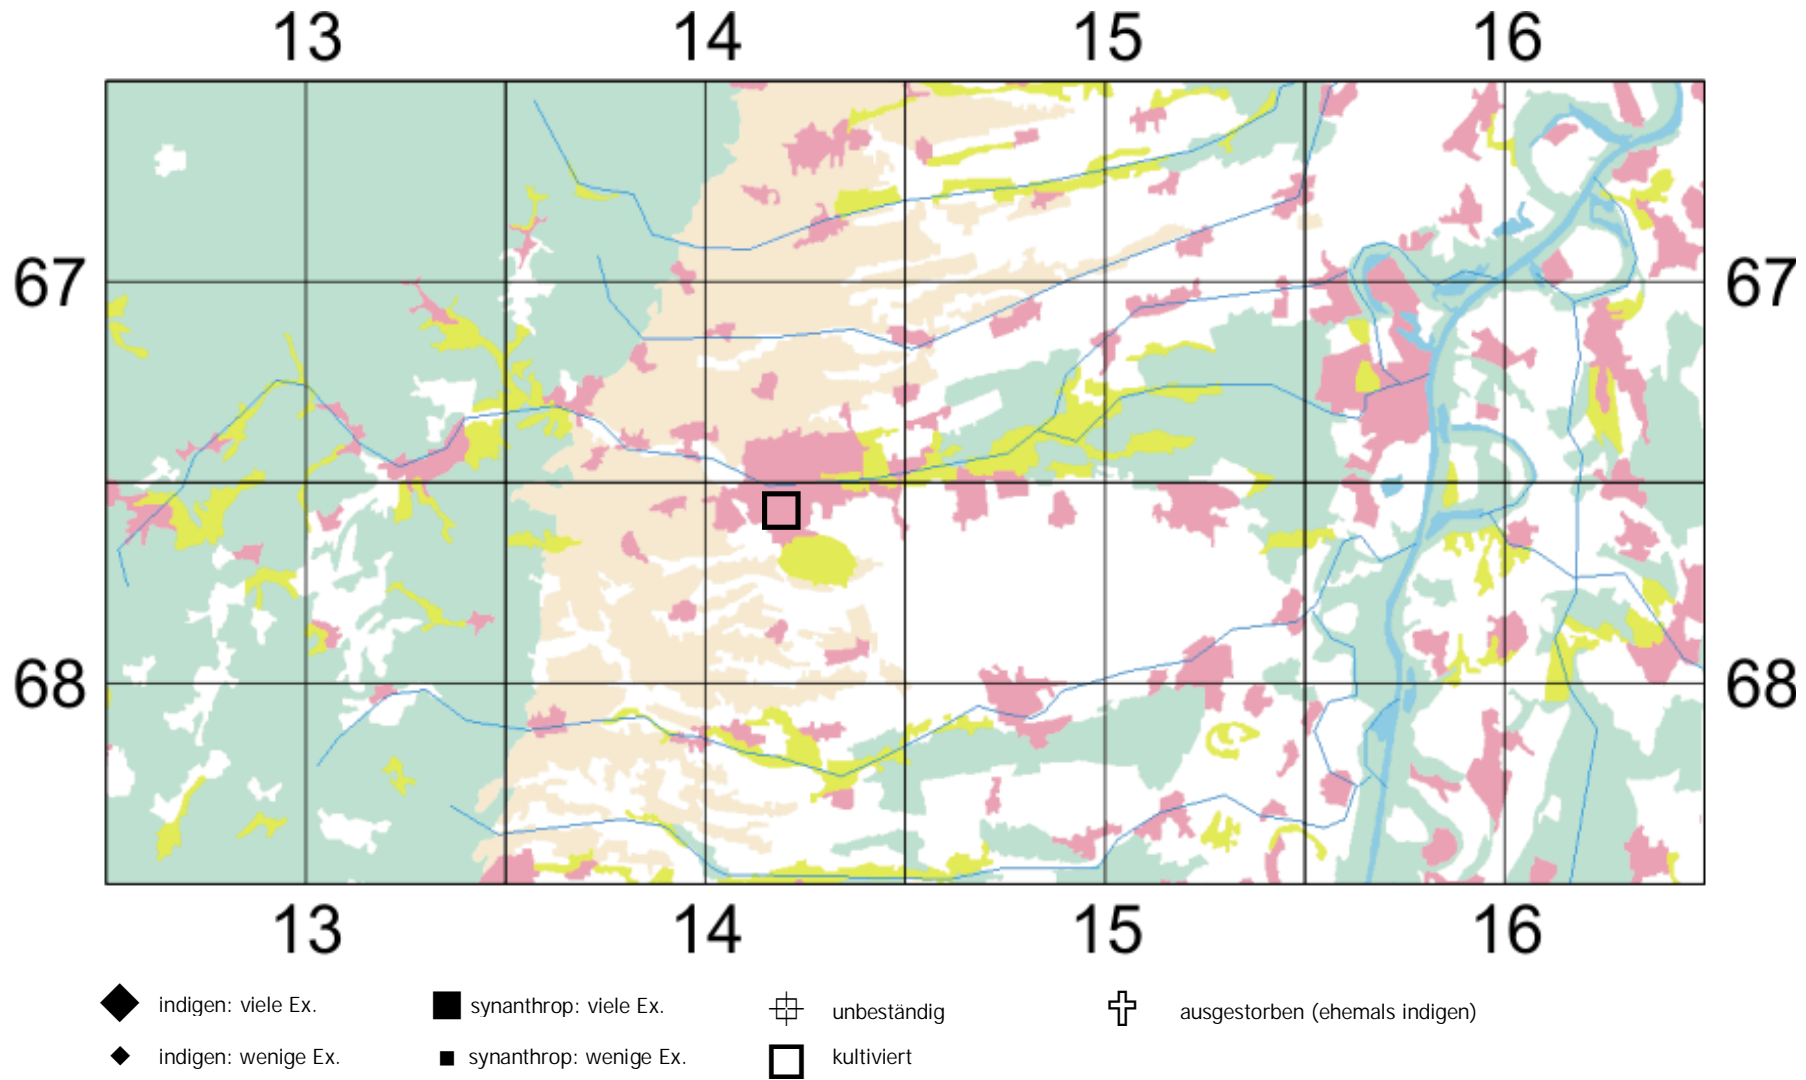 13 14 15 16
67 67
68 68
13 14 15 16
indigen: viele Ex. synanthrop: viele Ex. unbeständig ausgestorben (ehemals indigen)
indigen: wenige Ex. synanthrop: wenige Ex. kultiviert